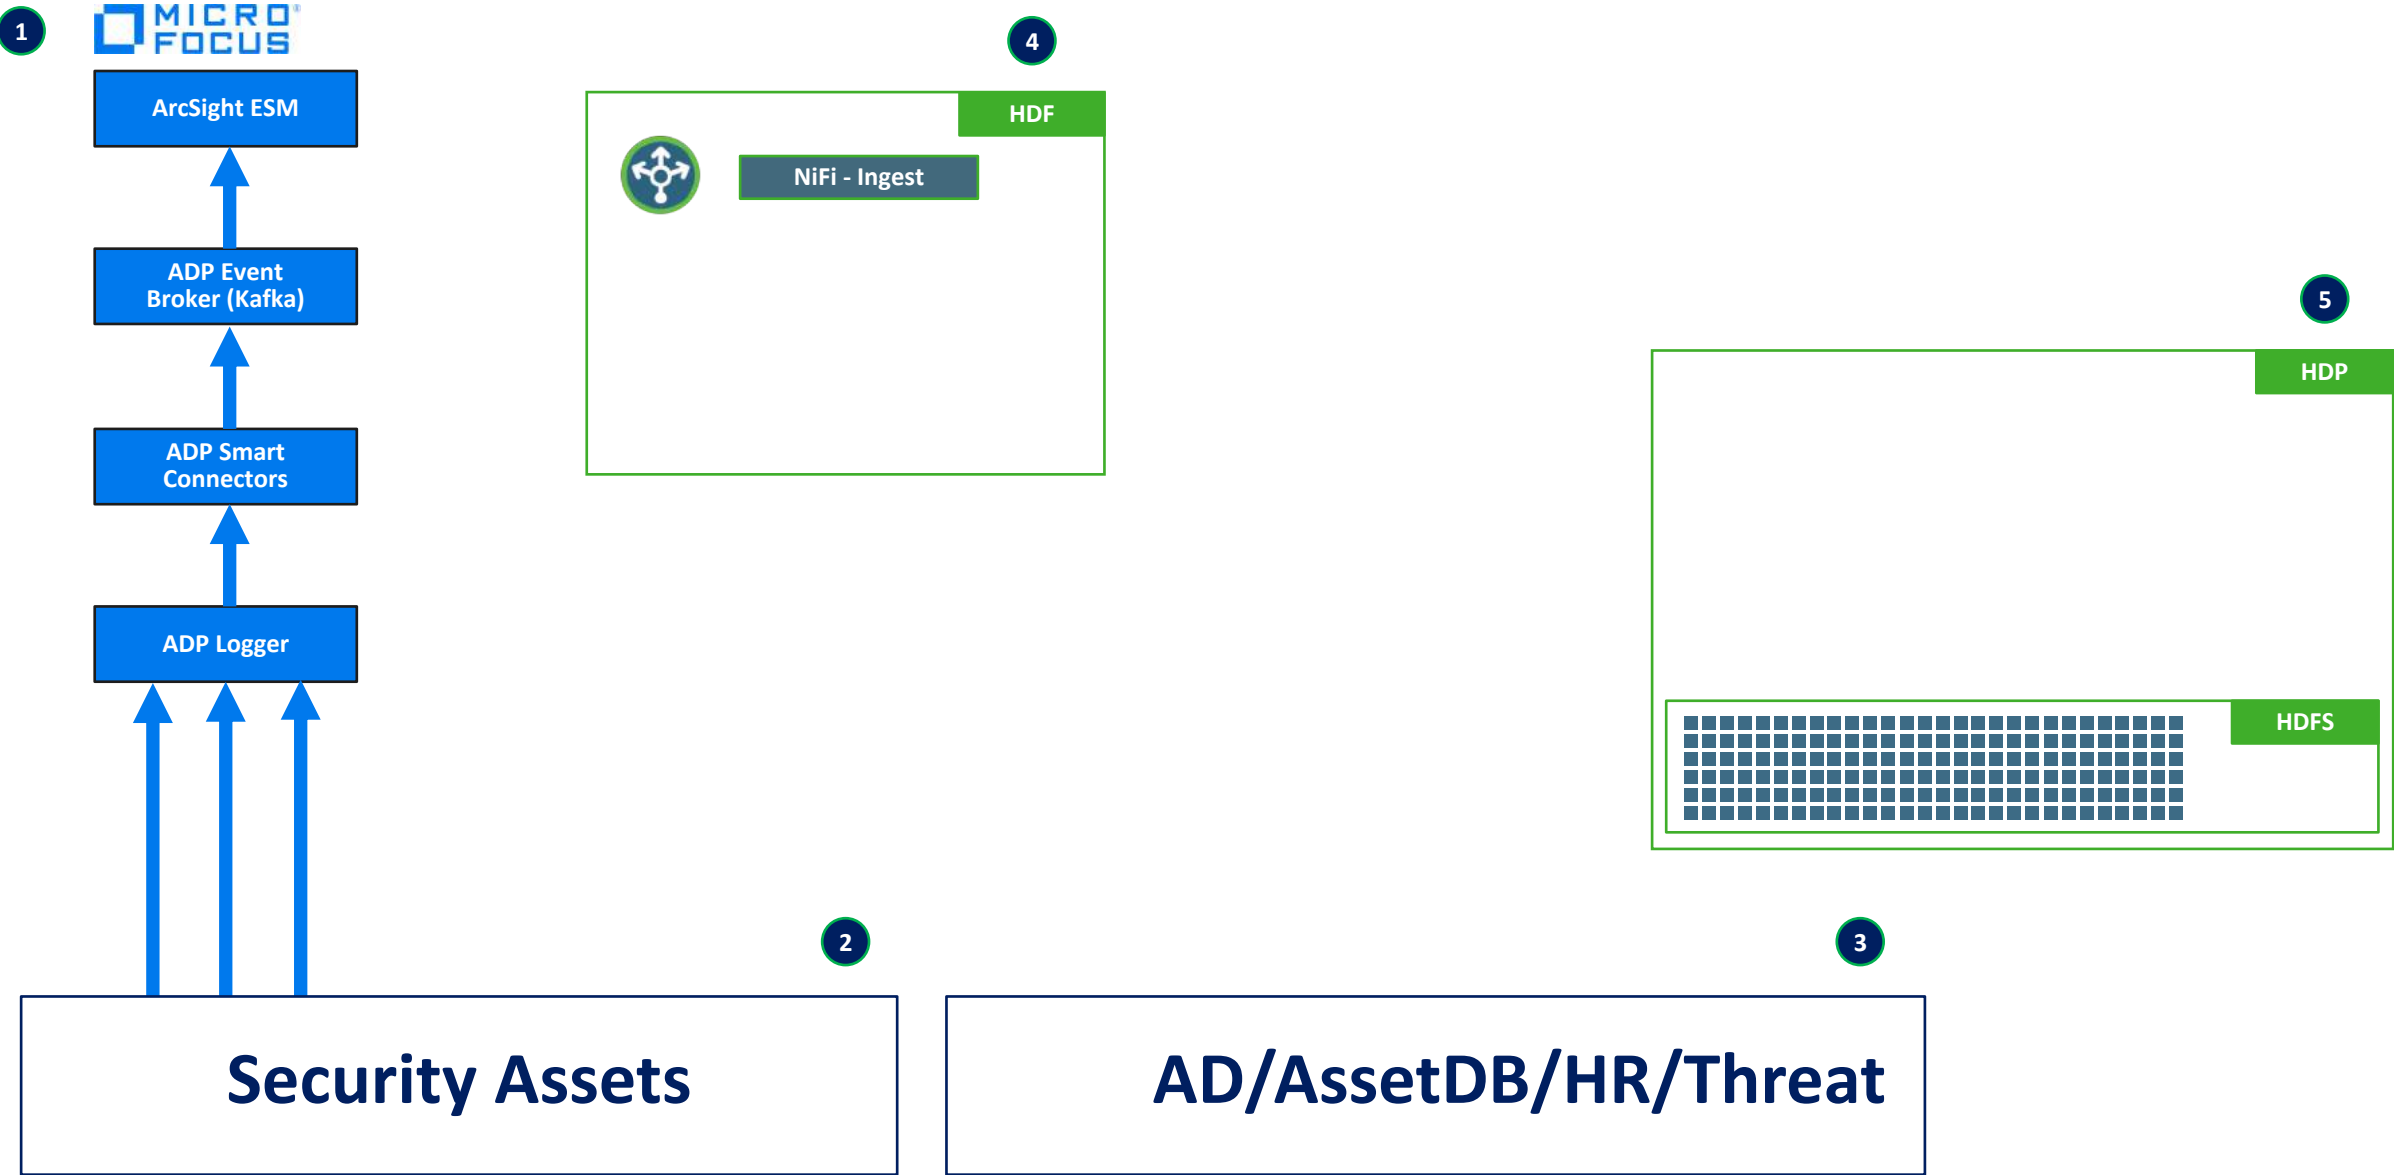 1
MICRO
FOCUS
ArcSight ESM
ADP Event
Broker (Kafka)
ADP Smart
Connectors
ADP Logger
4
HDF
NiFi - Ingest
5
HDP
HDFS
2
Security Assets
3
AD/AssetDB/HR/Threat